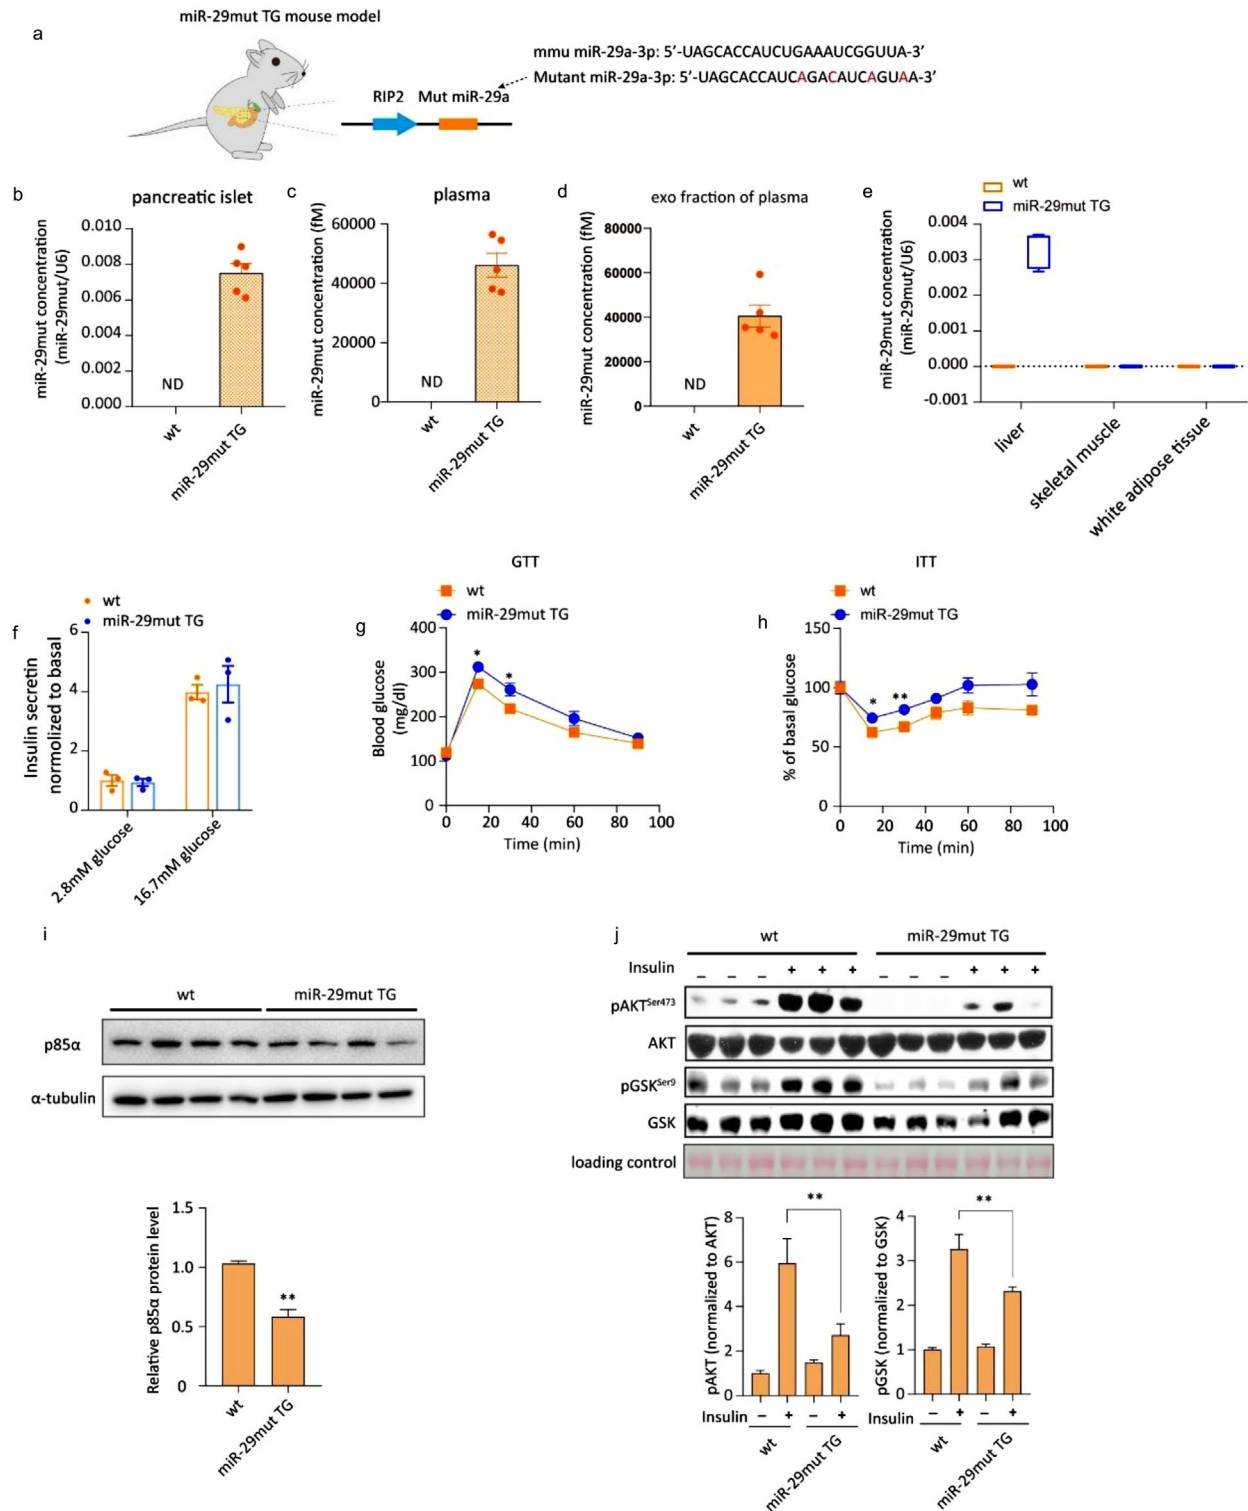 miR-29mut TG mouse model
a
mmu miR-29a-3p: 5’-UAGCACCAUCUGAAAUCGGUUA-3’
Mutant miR-29a-3p: 5’-UAGCACCAUCAGACAUCAGUAA-3’
RIP2 Mut miR-29a
b pancreatic islet
miR-29mut concentration
(miR-29mut/U6)
0.010
0.008
0.006
0.004
0.002
0.000
ND
wt
miR-29mut TG
c plasma
miR-29mut concentration (fM)
60000
40000
20000
0
ND
wt
miR-29mut TG
d exo fraction of plasma
miR-29mut concentration (fM)
80000
60000
40000
20000
0
ND
wt
miR-29mut TG
e
wt
miR-29mut TG
miR-29mut concentration
(miR-29mut/U6)
0.004
0.003
0.002
0.001
0.000
-0.001
liver
skeletal muscle
white adipose tissue
f
wt
miR-29mut TG
Insulin secretin
normolized to basal
6
4
2
0
2.8mM glucose
16.7mM glucose
g
GTT
wt
miR-29mut TG
Blood glucose
(mg/dl)
400
300
200
100
0
*
*
0 20 40 60 80 100
Time (min)
h
ITT
wt
miR-29mut TG
% of basal glucose
150
100
50
0
*
**
0 20 40 60 80 100
Time (min)
i
wt miR-29mut TG
p85α
α-tubulin
Relative p85α protein level
1.5
1.0
0.5
0
**
wt
miR-29mut TG
j
wt miR-29mut TG
Insulin − − − + + + − − − + + +
pAKTSer473
AKT
pGSKSer9
GSK
loading control
pAKT (normalized to AKT)
8
6
4
2
0
**
Insulin − + − +
wt
miR-29mut TG
pGSK (normalized to GSK)
4
3
2
1
0
**
Insulin − + − +
wt
miR-29mut TG